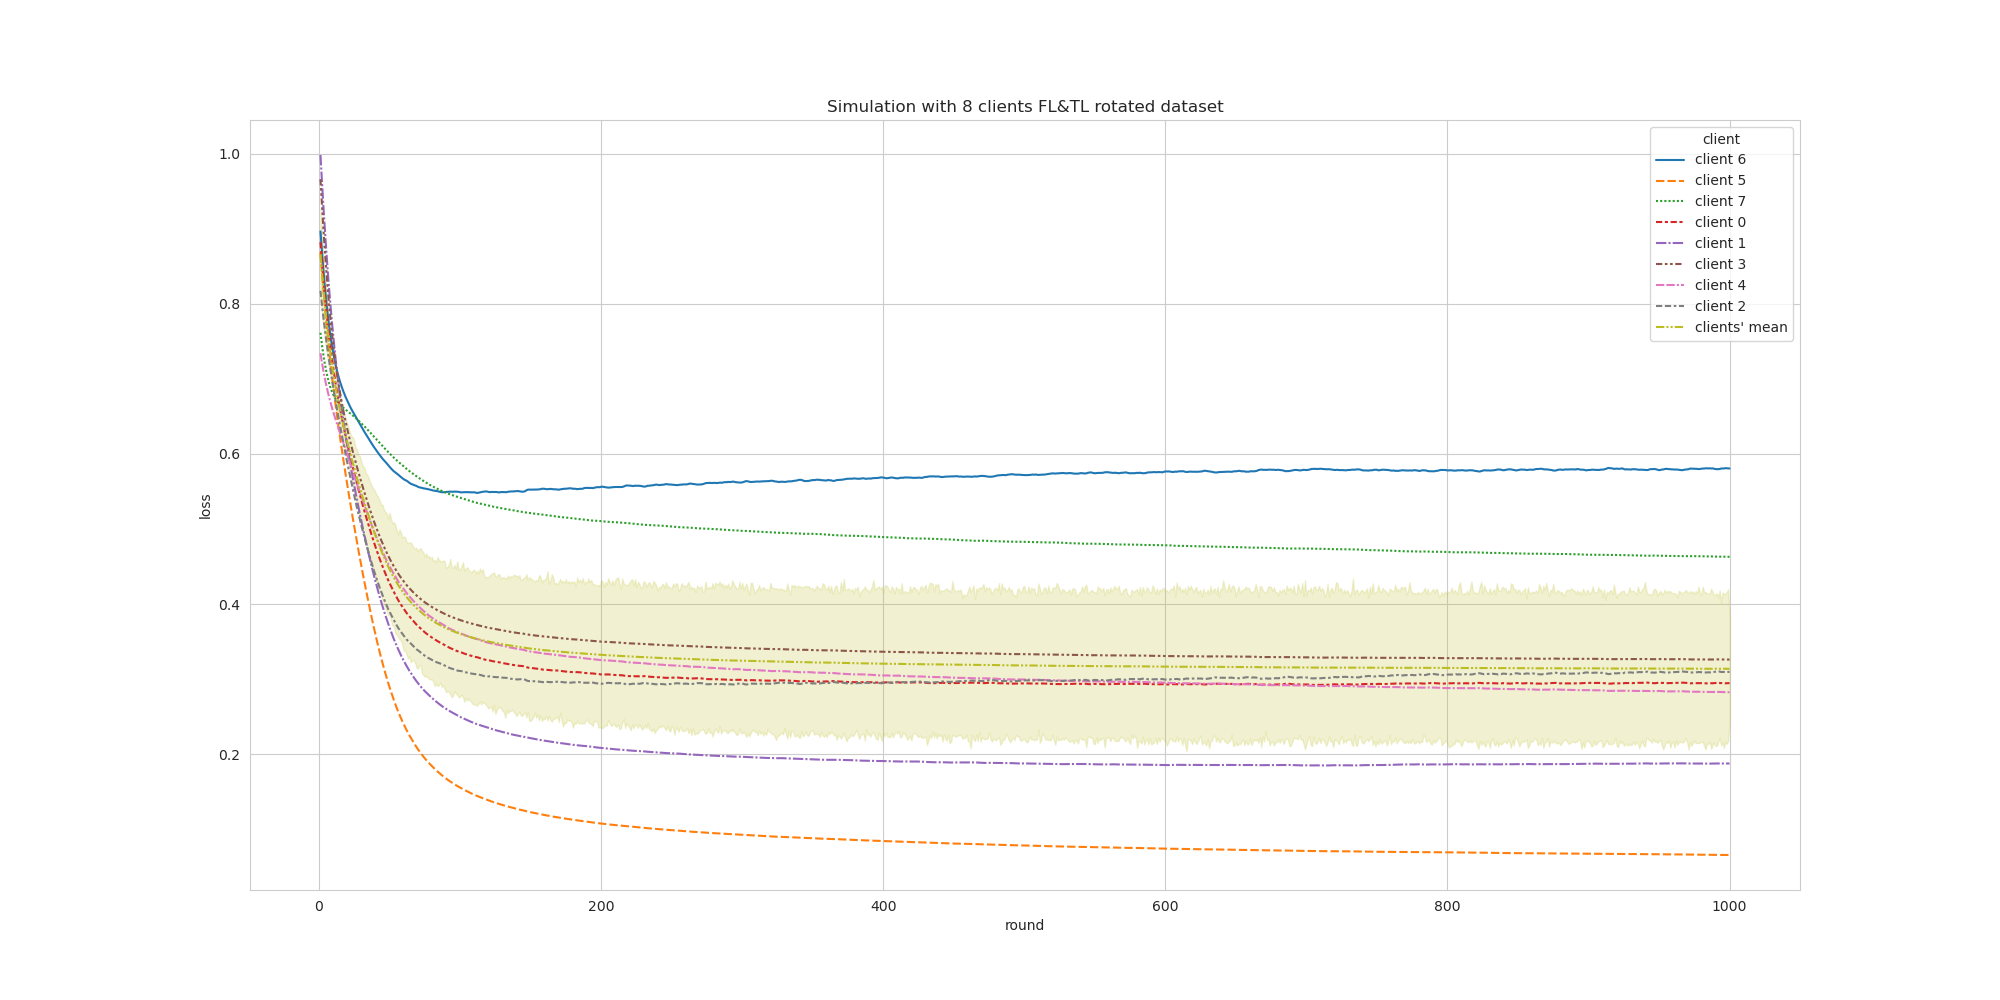 Simulation with 8 clients FL&TL rotated dataset
client
client 6
client 5
client 7
client 0
client 1
client 3
client 4
client 2
clients' mean
loss
1.0
0.8
0.6
0.4
0.2
0 200 400 600 800 1000
round